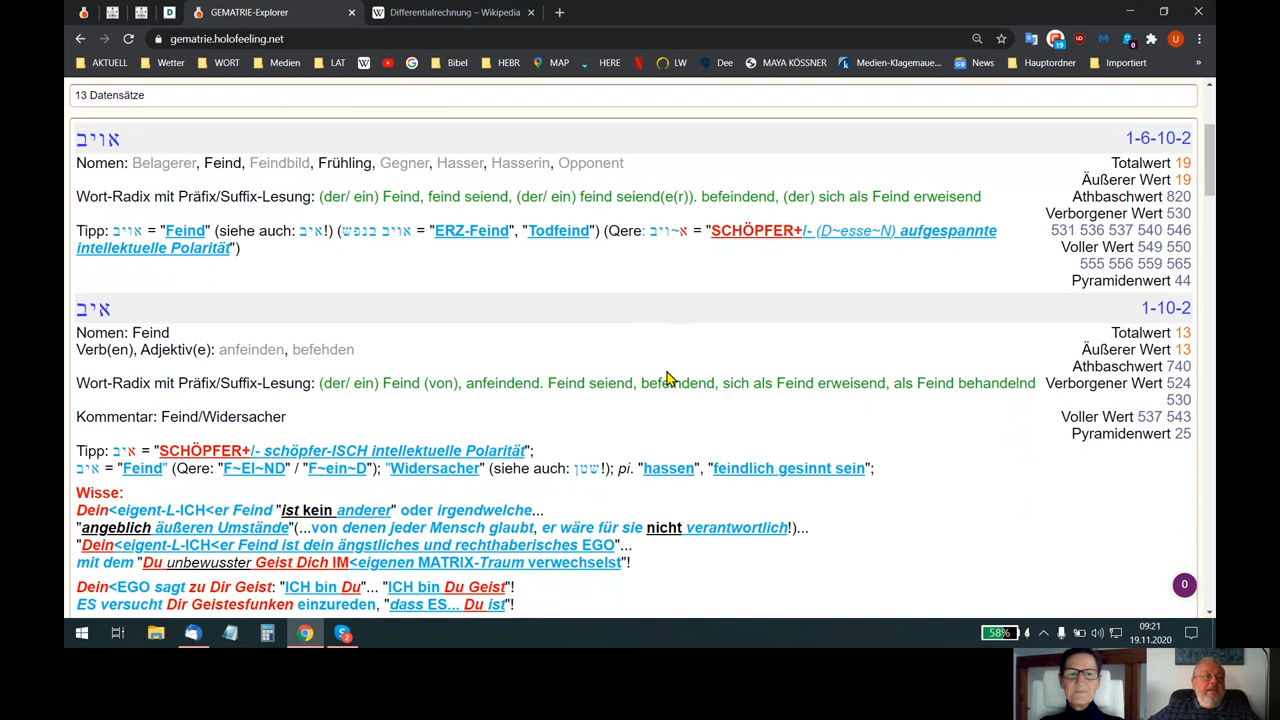 GEMATRIE-Explorer
Differentialrechnung – Wikipedia
gematrie.holofeeling.net
19
0
U
AKTUELL Wetter WORT Medien LAT Bibel HEBR MAP HERE LW Dee MAYA KÖSSNER Medien-Klagemaue... News Hauptordner Importiert »
13 Datensätze
אויב 1-6-10-2
Nomen: Belagerer, Feind, Feindbild, Frühling, Gegner, Hasser, Hasserin, Opponent
Totalwert 19
Äußerer Wert 19
Athbaschwert 820
Verborgener Wert 530
531 536 537 540 546
Voller Wert 549 550
555 556 559 565
Pyramidenwert 44
Wort-Radix mit Präfix/Suffix-Lesung: (der/ ein) Feind, feind seiend, (der/ ein) feind seiend(e(r)). befeindend, (der) sich als Feind erweisend
Tipp: אויב = "Feind" (siehe auch: איב!) (אויב בנפש = "ERZ-Feind", "Todfeind") (Qere: א~ויב = "SCHÖPFER+/- (D~esse~N) aufgespannte
intellektuelle Polarität")
איב 1-10-2
Nomen: Feind
Verb(en), Adjektiv(e): anfeinden, befehden
Totalwert 13
Äußerer Wert 13
Athbaschwert 740
Verborgener Wert 524
530
Voller Wert 537 543
Pyramidenwert 25
Wort-Radix mit Präfix/Suffix-Lesung: (der/ ein) Feind (von), anfeindend. Feind seiend, befeindend, sich als Feind erweisend, als Feind behandelnd
Kommentar: Feind/Widersacher
Tipp: איב = "SCHÖPFER+/- schöpfer-ISCH intellektuelle Polarität";
איב = "Feind" (Qere: "F~EI~ND" / "F~ein~D"); "Widersacher" (siehe auch: שטן!); pi. "hassen", "feindlich gesinnt sein";
Wisse:
Dein<eigent-L-ICH<er Feind "ist kein anderer" oder irgendwelche...
"angeblich äußeren Umstände"(...von denen jeder Mensch glaubt, er wäre für sie nicht verantwortlich!)...
"Dein<eigent-L-ICH<er Feind ist dein ängstliches und rechthaberisches EGO"...
mit dem "Du unbewusster Geist Dich IM<eigenen MATRIX-Traum verwechselst"!
Dein<EGO sagt zu Dir Geist: "ICH bin Du"... "ICH bin Du Geist"!
ES versucht Dir Geistesfunken einzureden, "dass ES... Du ist"!
0
58%
09:21
19.11.2020